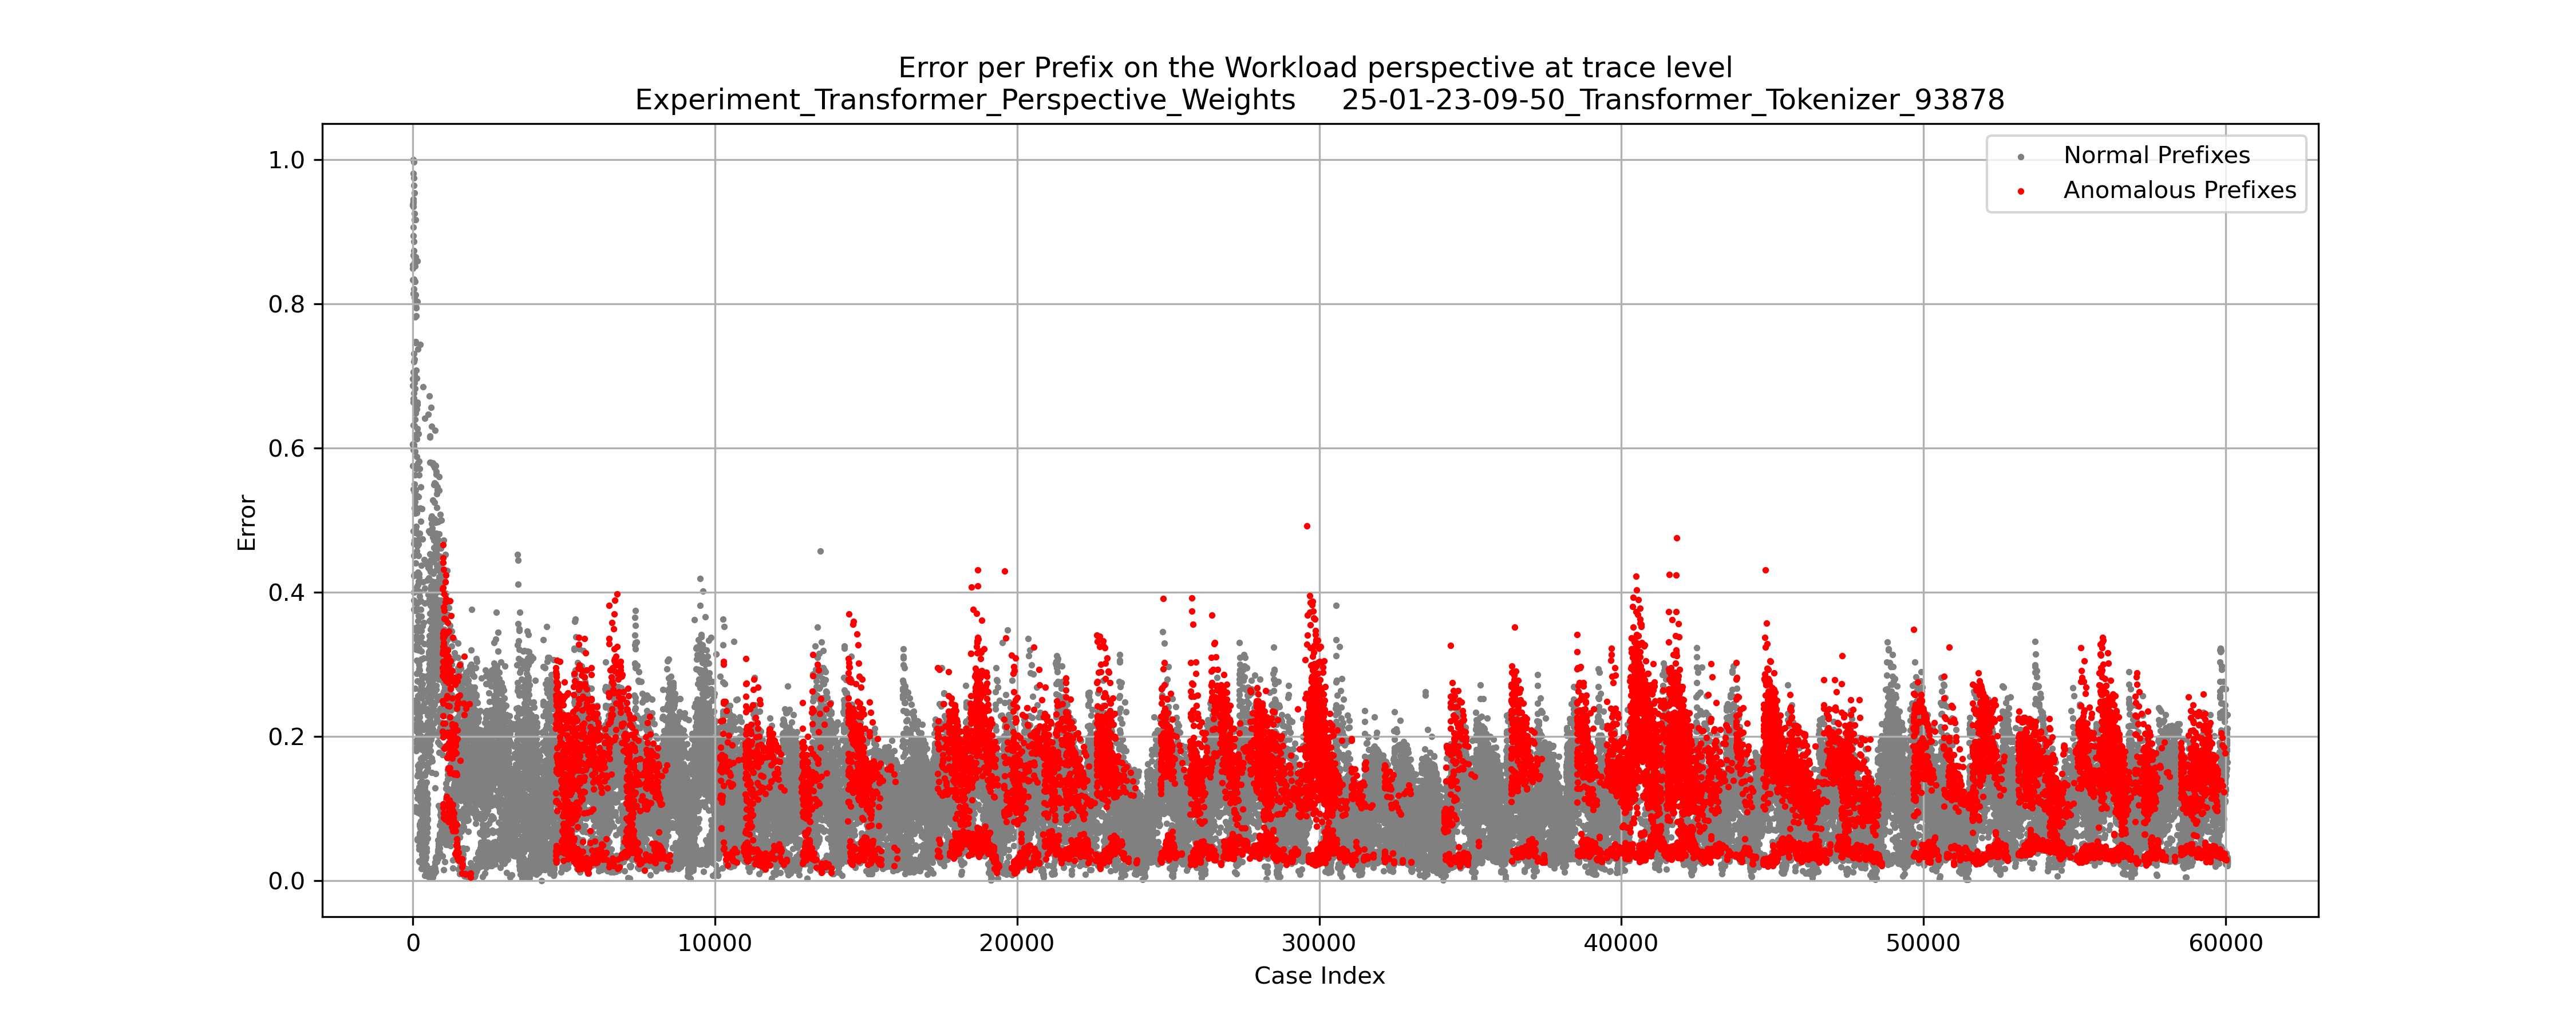 Error per Prefix on the Workload perspective at trace level
Experiment_Transformer_Perspective_Weights 25-01-23-09-50_Transformer_Tokenizer_93878
Normal Prefixes
Anomalous Prefixes
1.0
0.8
0.6
0.4
0.2
0.0
Error
0 10000 20000 30000 40000 50000 60000
Case Index